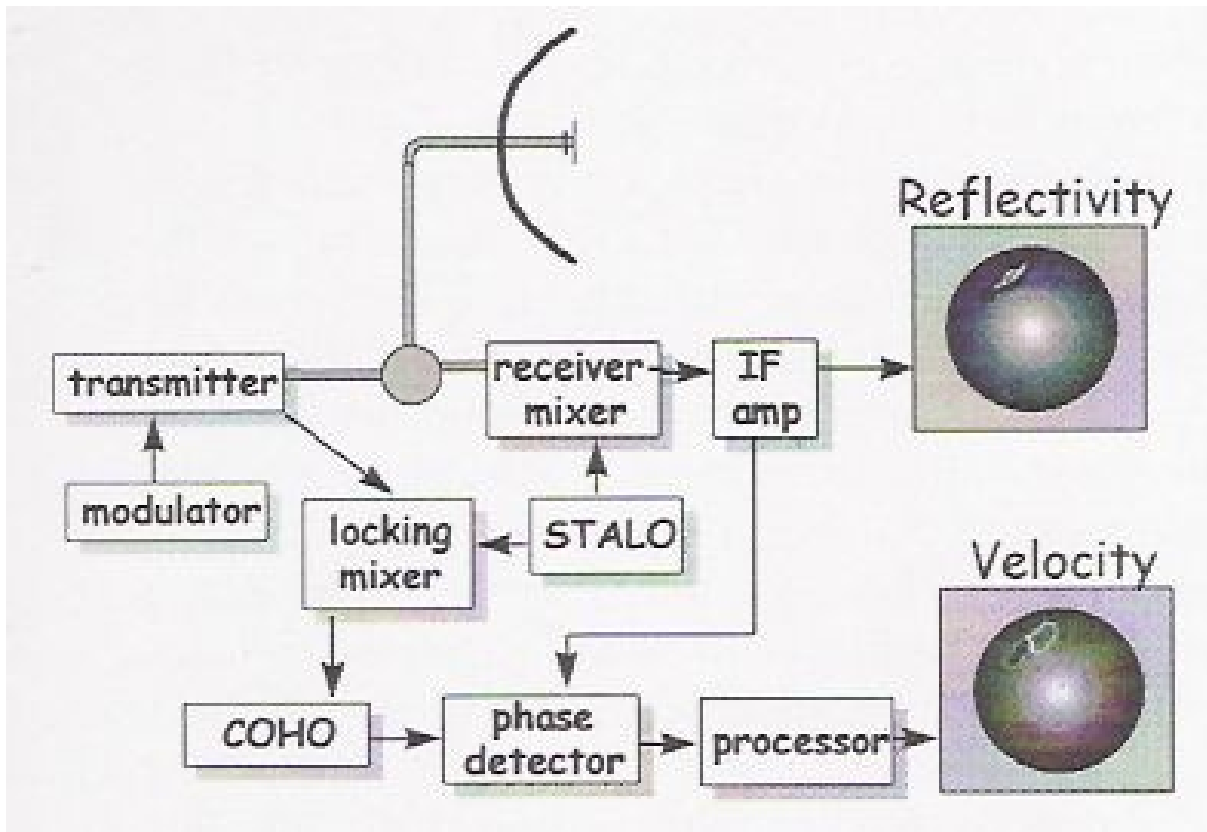 Reflectivity
transmitter
receiver
mixer
IF
amp
modulator
locking
mixer
STALO
Velocity
COHO
phase
detector
processor